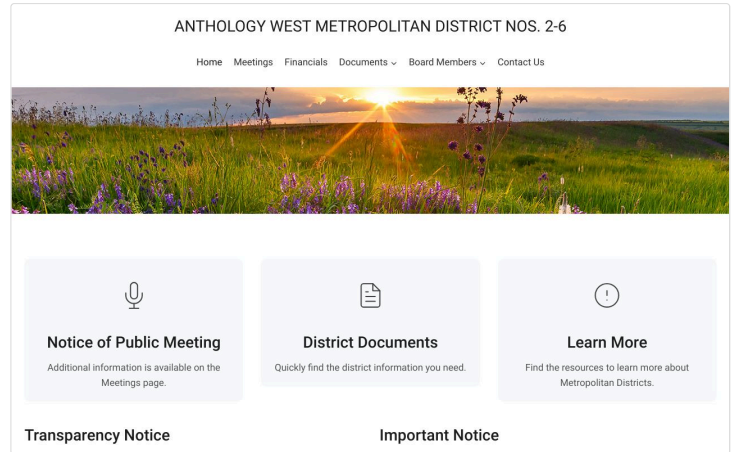 ANTHOLOGY WEST METROPOLITAN DISTRICT NOS. 2-6
Home Meetings Financials Documents Board Members Contact Us
Notice of Public Meeting
Additional information is available on the
Meetings page.
District Documents
Quickly find the district information you need.
Learn More
Find the resources to learn more about
Metropolitan Districts.
Transparency Notice
Important Notice